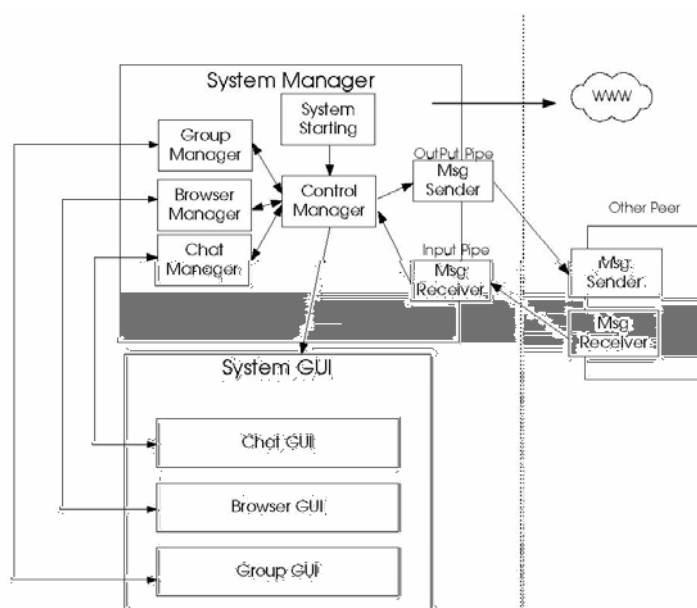 System Manager
WWW
System
Starting
Group
Manager
OutPut Pipe
Msg
Sender
Browser
Manager
Control
Manager
Other Peer
Chat
Manager
Input Pipe
Msg
Receiver
Msg
Sender
Msg
Receiver
System GUI
Chat GUI
Browser GUI
Group GUI